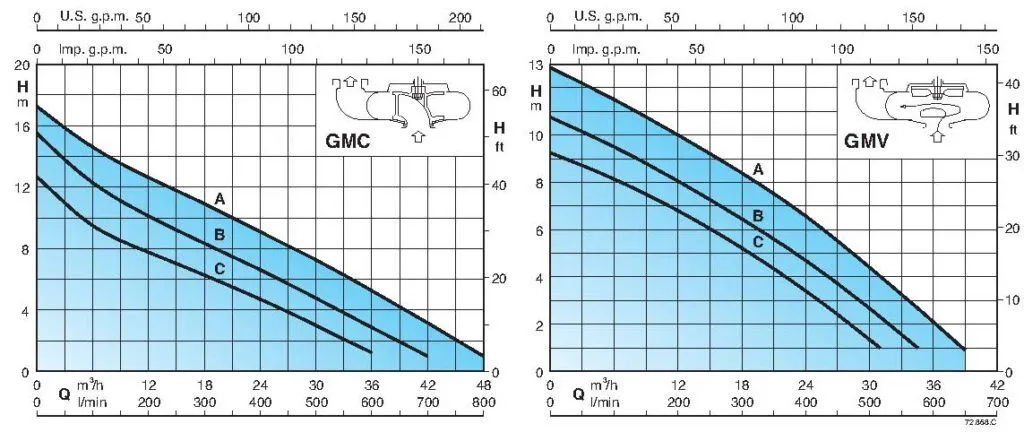 0 U.S. g.p.m. 50 100 150 200
0 Imp. g.p.m. 50 100 150
20
H
m
16
12
8
4
0
60
H
ft
40
20
0
GMC
A
B
C
0 m³/h 12 18 24 30 36 42 48
Q
0 l/min 200 300 400 500 600 700 800
0 U.S. g.p.m. 50 100 150
0 Imp. g.p.m. 50 100 150
13
H
m
10
8
6
4
2
0
40
H
ft
30
20
10
0
GMV
A
B
C
0 m³/h 12 18 24 30 36 42
Q
0 l/min 200 300 400 500 600 700
72.868.C